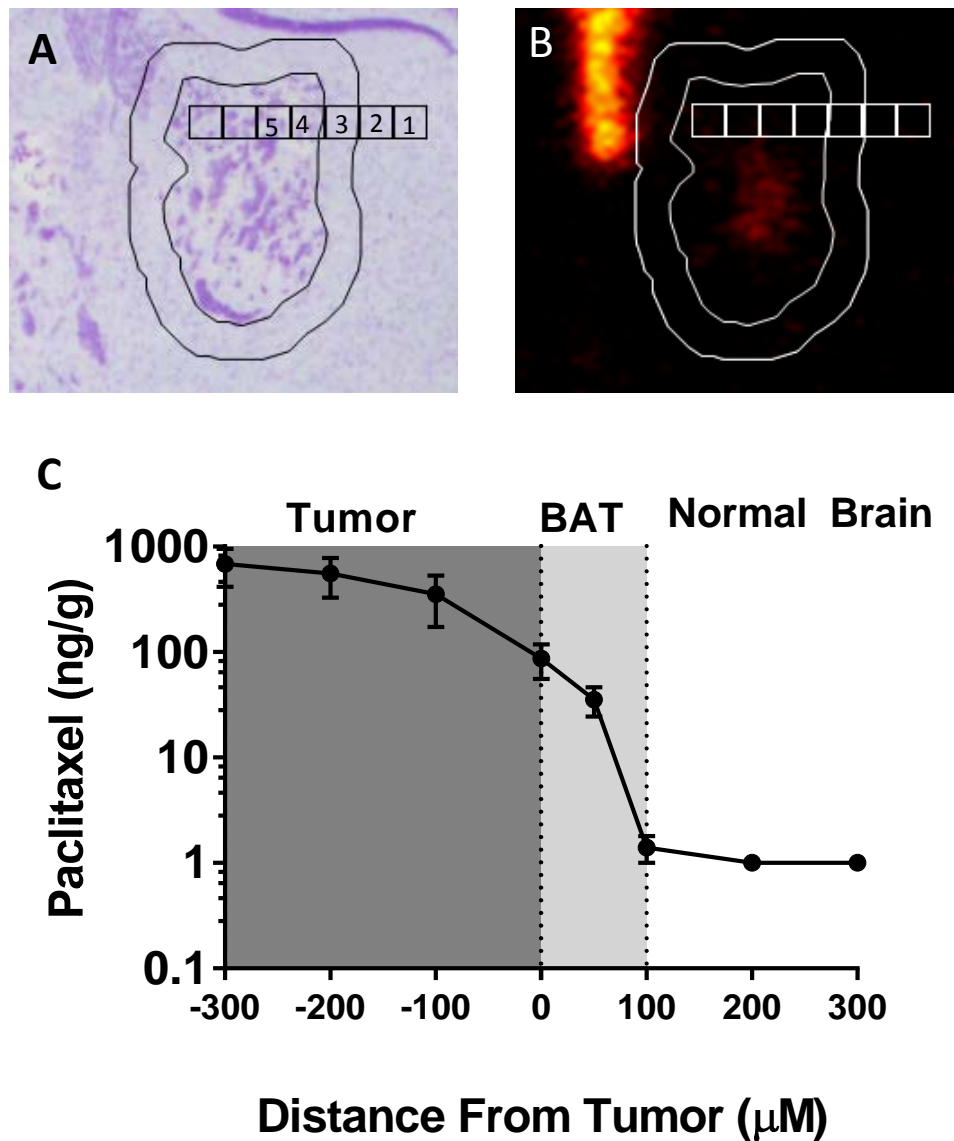 A
B
5 4 3 2 1
C
Tumor BAT Normal Brain
1000
100
10
1
0.1
Paclitaxel (ng/g)
-300 -200 -100 0 100 200 300
Distance From Tumor (μM)